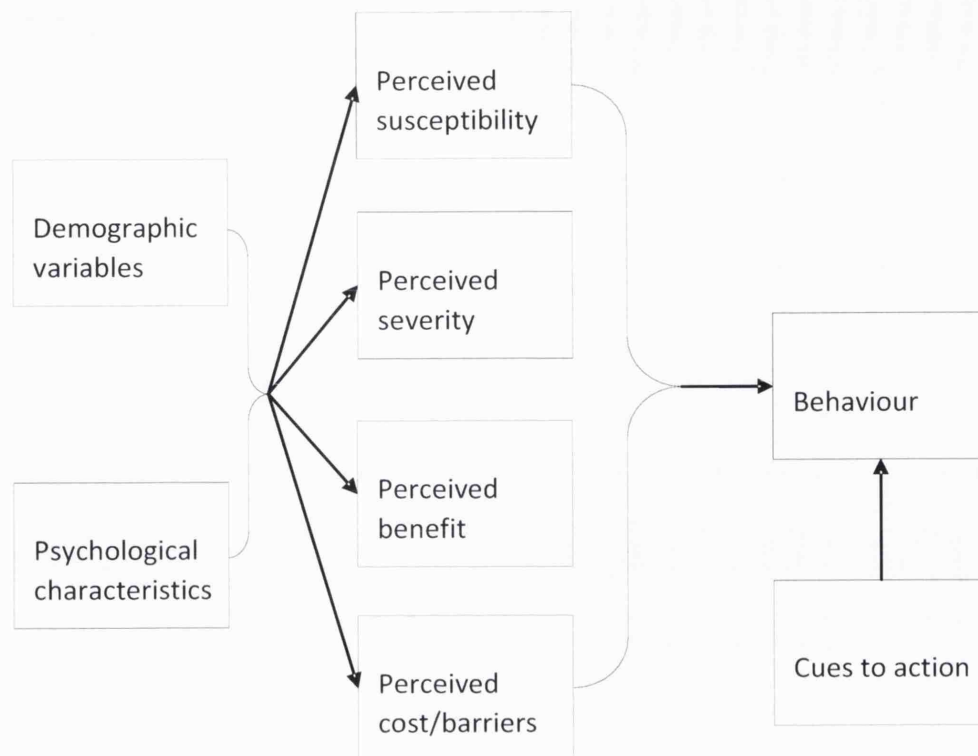 Perceived
susceptibility
Demographic
variables
Perceived
severity
Behaviour
Perceived
benefit
Psychological
characteristics
Perceived
cost/barriers
Cues to action